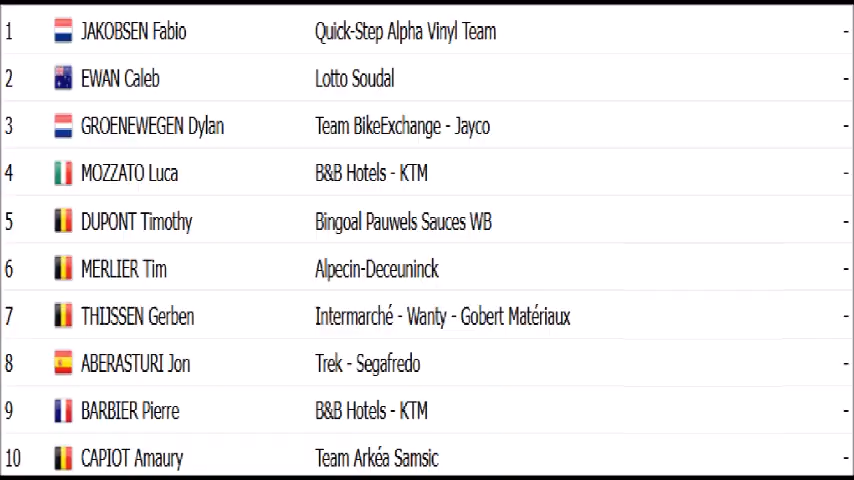 1 JAKOBSEN Fabio Quick-Step Alpha Vinyl Team -
2 EWAN Caleb Lotto Soudal -
3 GROENEWEGEN Dylan Team BikeExchange - Jayco -
4 MOZZATO Luca B&B Hotels - KTM -
5 DUPONT Timothy Bingoal Pauwels Sauces WB -
6 MERLIER Tim Alpecin-Deceuninck -
7 THIJSSEN Gerben Intermarché - Wanty - Gobert Matériaux -
8 ABERASTURI Jon Trek - Segafredo -
9 BARBIER Pierre B&B Hotels - KTM -
10 CAPIOT Amaury Team Arkéa Samsic -